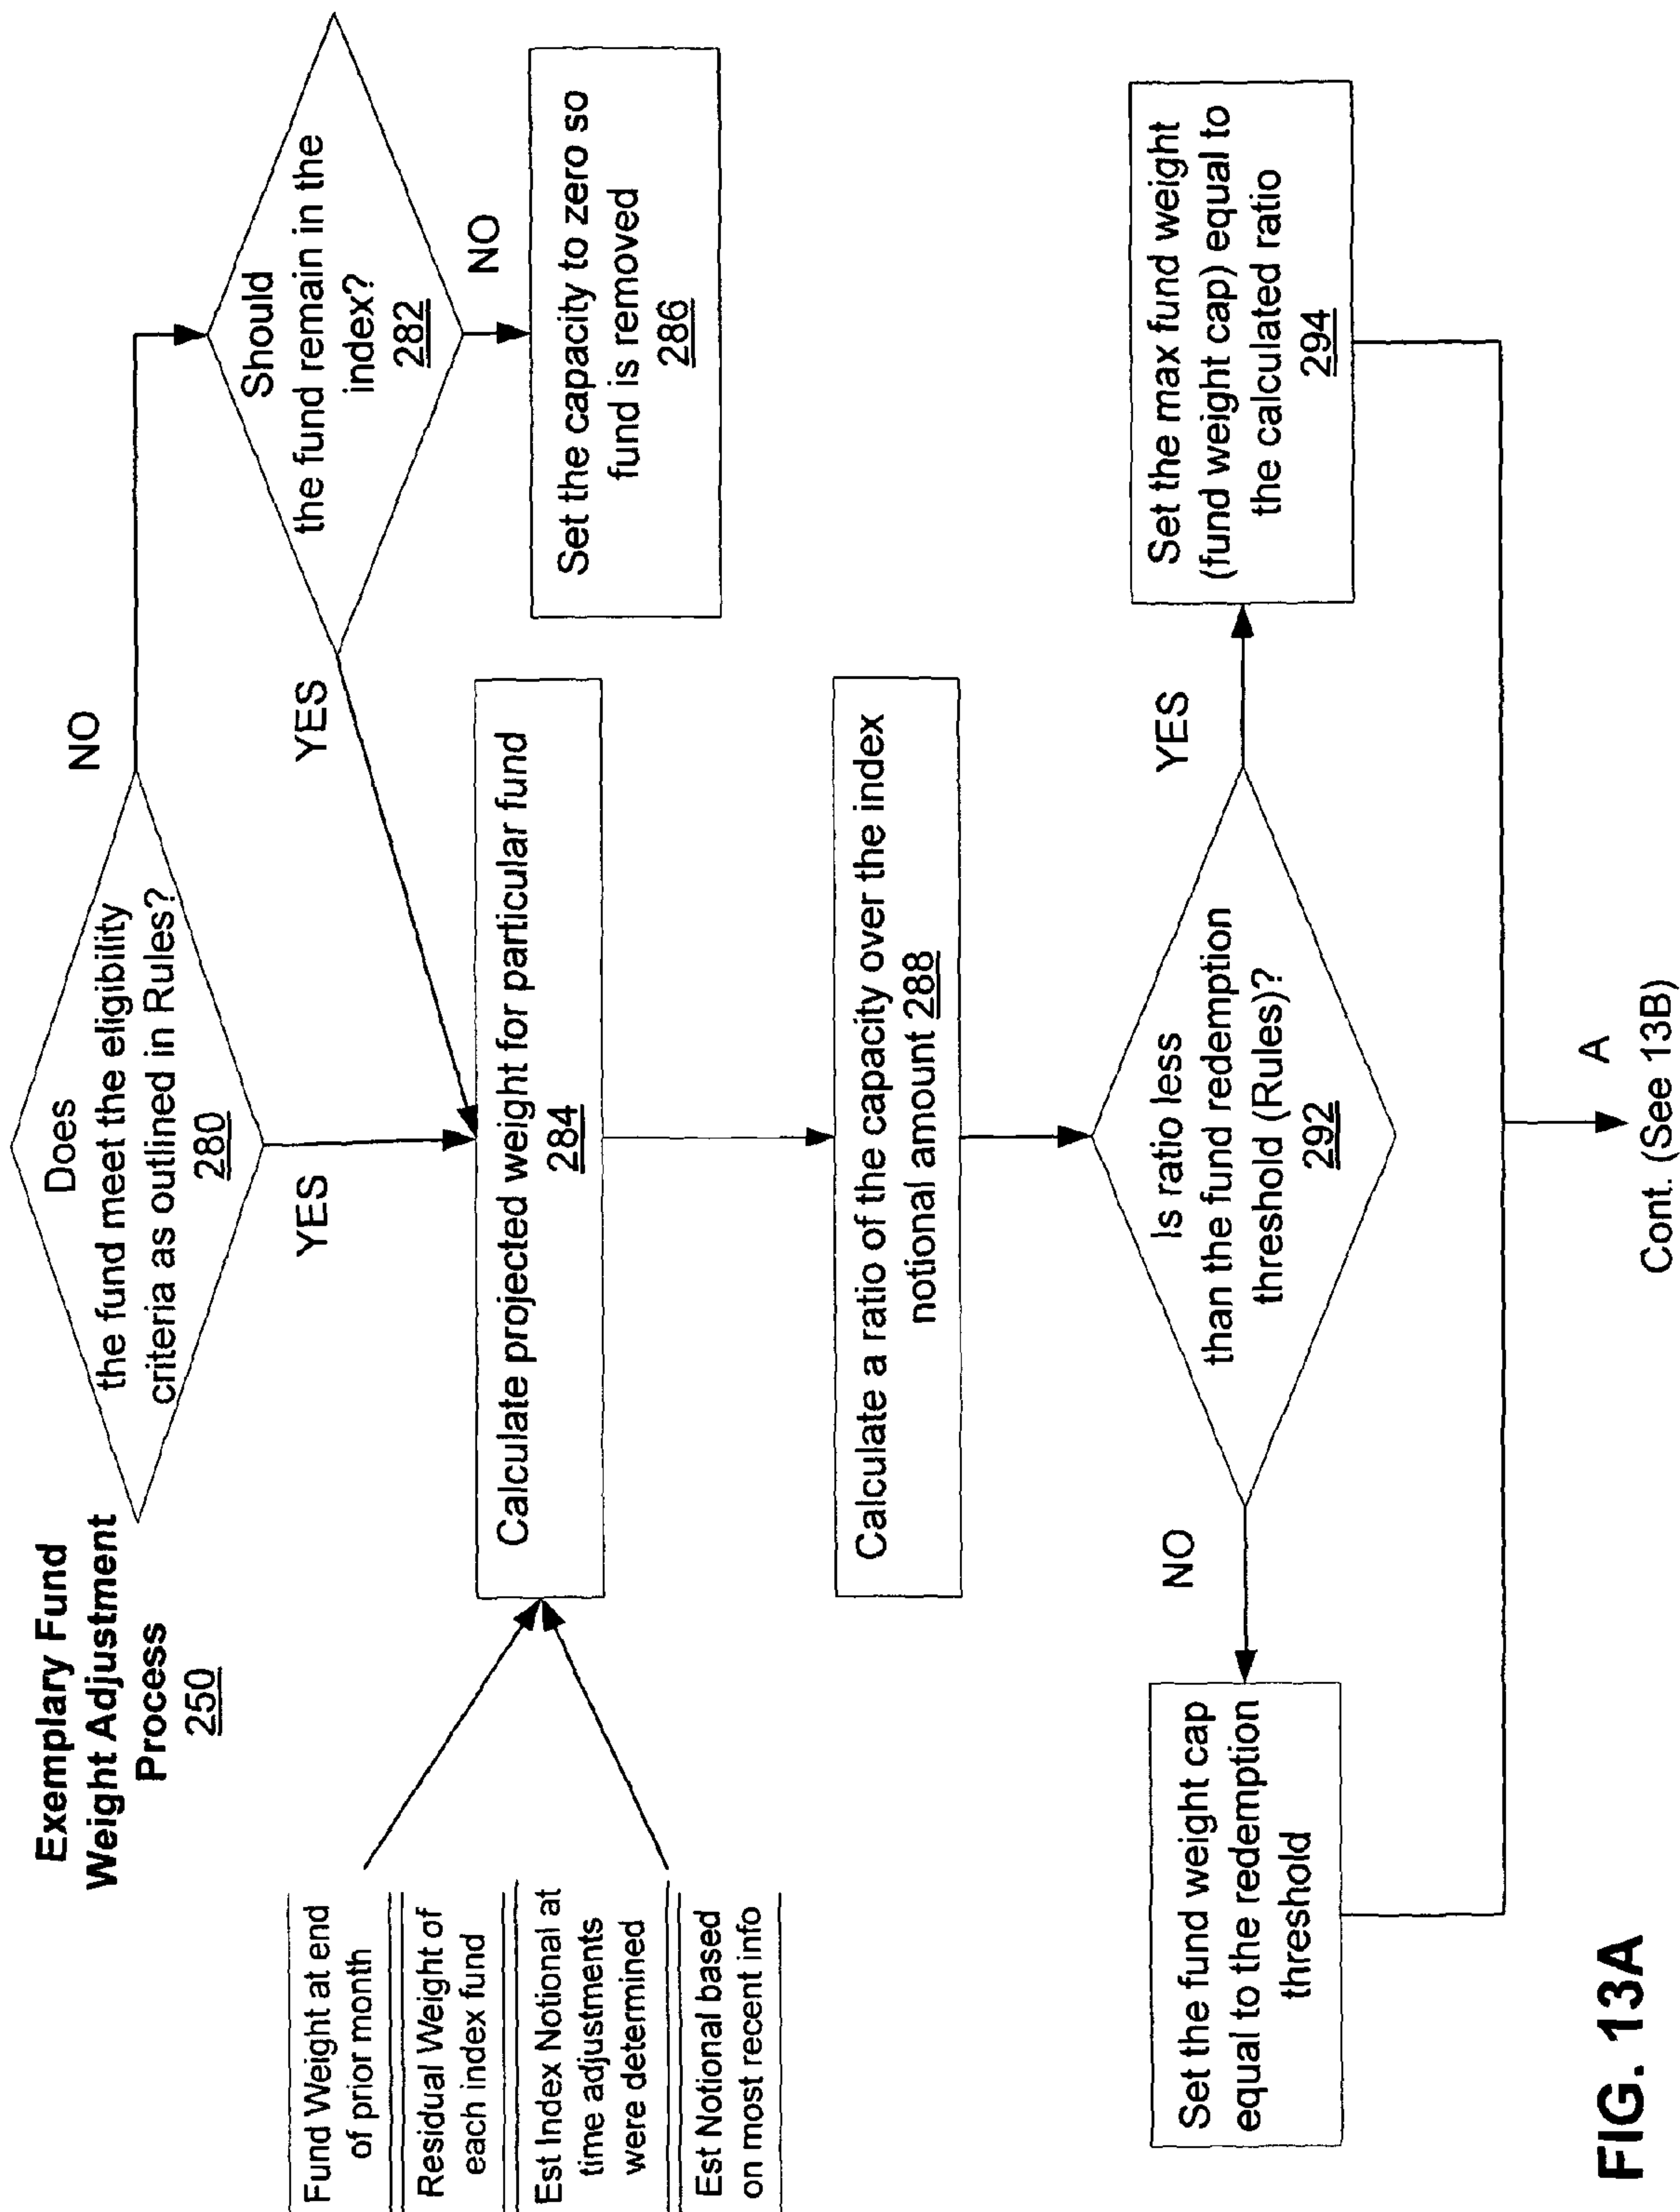 Exemplary Fund
Weight Adjustment
Process
250
Does
the fund meet the eligibility
criteria as outlined in Rules?
280
NO
YES
Should
the fund remain in the
index?
282
YES
NO
Set the capacity to zero so
fund is removed
286
Fund Weight at end
of prior month
Residual Weight of
each index fund
Est Index Notional at
time adjustments
were determined
Est Notional based
on most recent info
Calculate projected weight for particular fund
284
Calculate a ratio of the capacity over the index
notional amount 288
Is ratio less
than the fund redemption
threshold (Rules)?
292
NO
YES
Set the fund weight cap
equal to the redemption
threshold
Set the max fund weight
(fund weight cap) equal to
the calculated ratio
294
A
Cont. (See 13B)
FIG. 13A